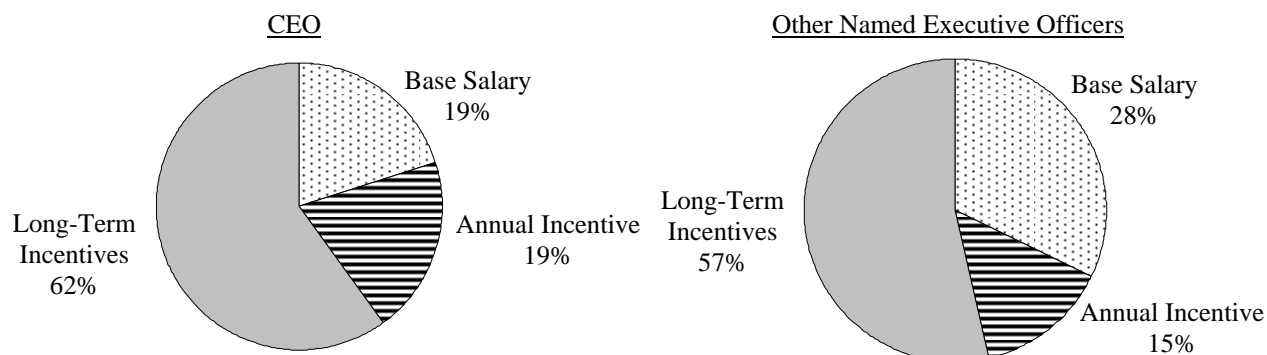 CEO
Base Salary
19%
Annual Incentive
19%
Long-Term
Incentives
62%
Other Named Executive Officers
Base Salary
28%
Annual Incentive
15%
Long-Term
Incentives
57%